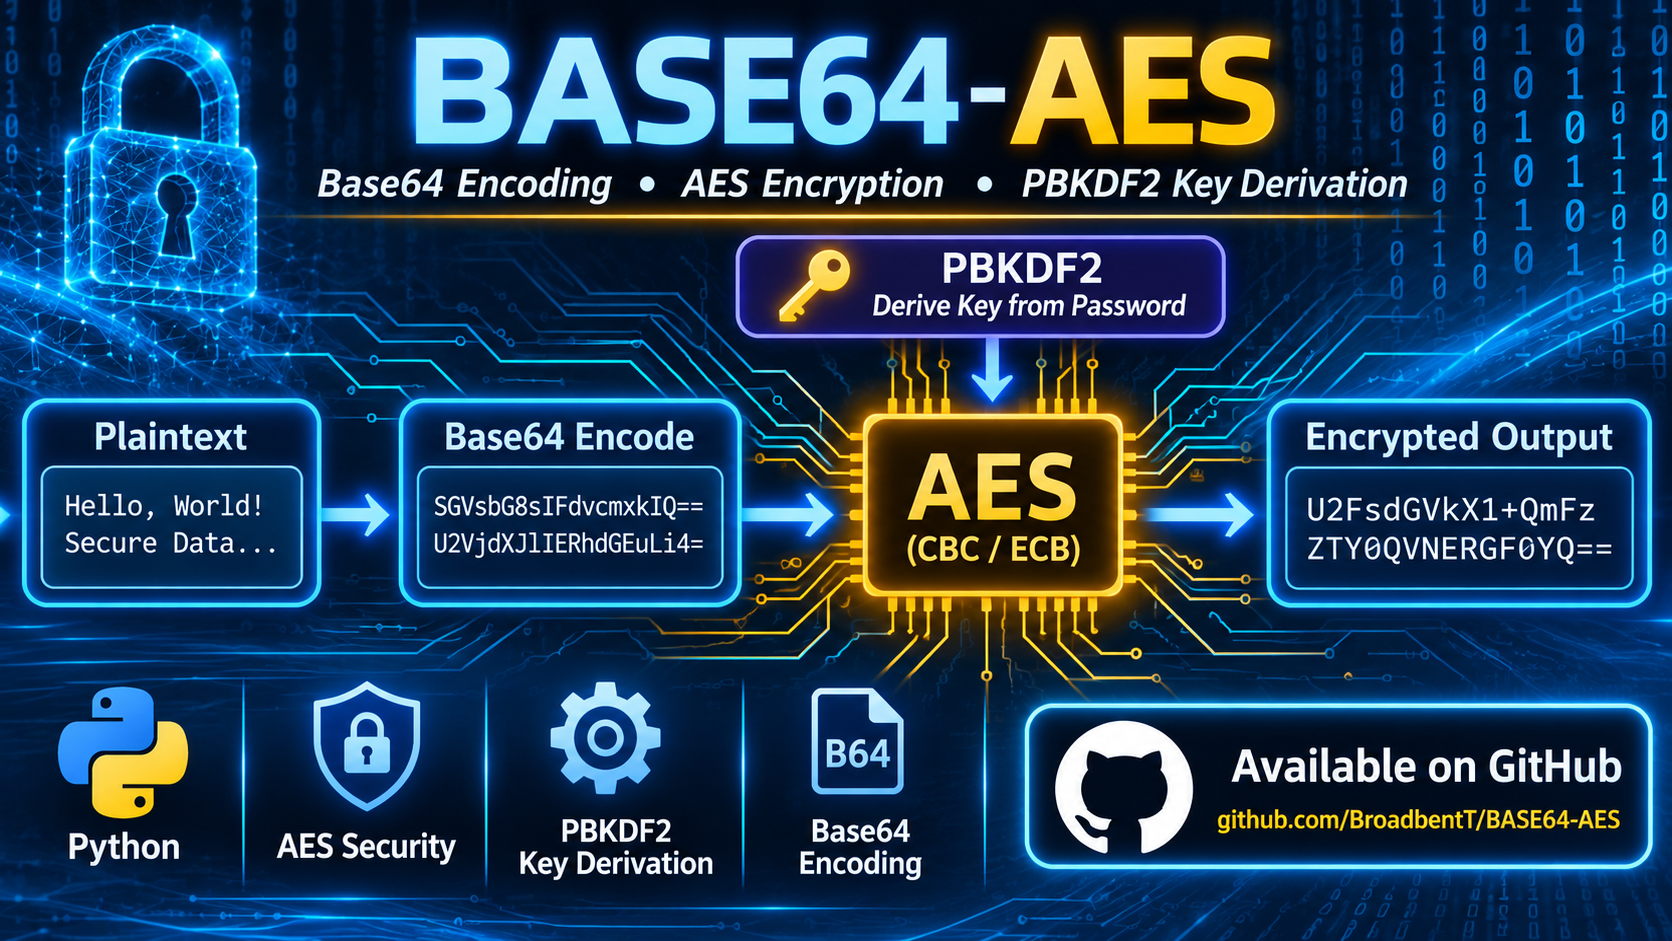 BASE64-AES
Base64 Encoding • AES Encryption • PBKDF2 Key Derivation
PBKDF2
Derive Key from Password
Plaintext
Hello, World!
Secure Data...
Base64 Encode
SGVsbG8sIFdvcmxkIQ==
U2VjdXJlIERhdGEuLi4=
AES
(CBC / ECB)
Encrypted Output
U2FsdGVkX1+QmFz
ZTY0QVNERGF0YQ==
Python
AES Security
PBKDF2
Key Derivation
B64
Base64
Encoding
Available on GitHub
github.com/BroadbentT/BASE64-AES